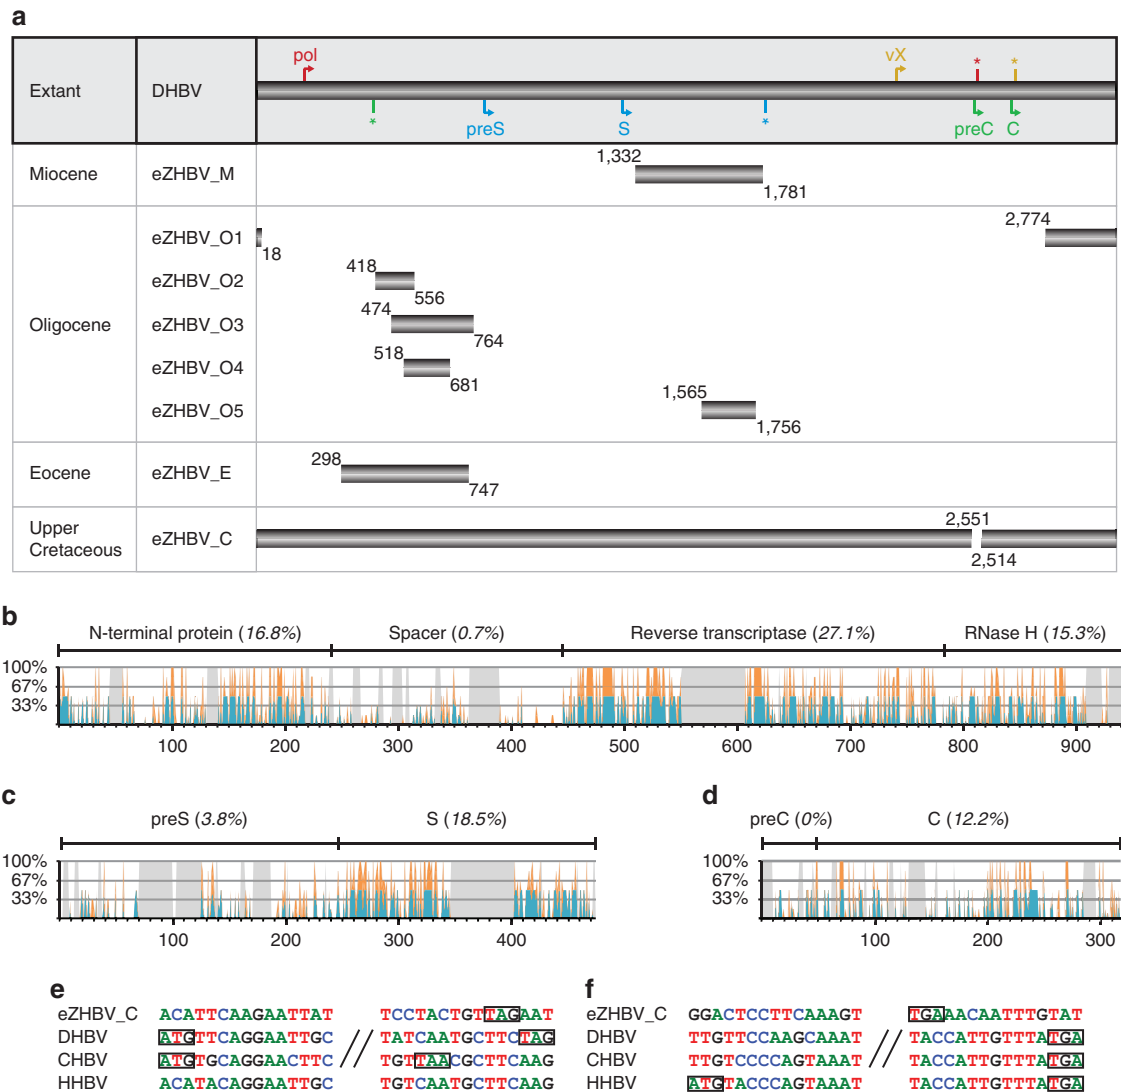 a
Extant
DHBV
pol
vX
*
*
*
preS
S
*
preC
C
Miocene
eZHBV_M
1,332
1,781
Oligocene
eZHBV_O1
18
2,774
eZHBV_O2
418
556
eZHBV_O3
474
764
eZHBV_O4
518
681
eZHBV_O5
1,565
1,756
Eocene
eZHBV_E
298
747
Upper
Cretaceous
eZHBV_C
2,551
2,514
b
N-terminal protein (16.8%)
Spacer (0.7%)
Reverse transcriptase (27.1%)
RNase H (15.3%)
100%
67%
33%
100 200 300 400 500 600 700 800 900
c
preS (3.8%)
S (18.5%)
100%
67%
33%
100 200 300 400
d
preC (0%)
C (12.2%)
100%
67%
33%
100 200 300
e
eZHBV_C ACATTCAAGAATTAT TCCTACTGTTAGAAT
DHBV ATGTTCAGGAATTGC // TATCAATGCTTCTAG
CHBV ATGTGCAGGAACTTC TGTTAACGCTTCAAG
HHBV ACATACAGGAATTGC TGTCAATGCTTCAAG
f
eZHBV_C GGACTCCTTCAAAGT TGAAACAATTTGTAT
DHBV TTGTTCCAAGCAAAT // TACCATTGTTTATGA
CHBV TTGTCCCCAGTAAAT TACCATTGTTTATGA
HHBV ATGTACCCAGTAAAT TACCATTGTTTATGA